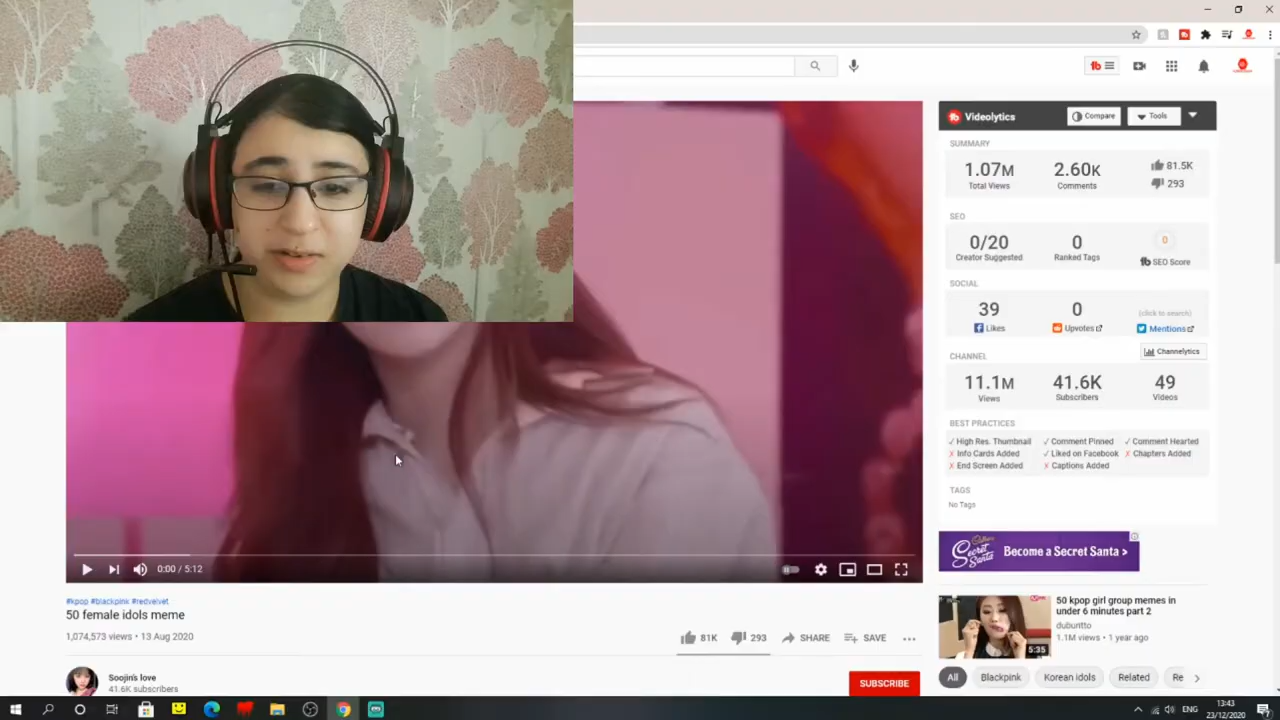 Videolytics
Compare
Tools
SUMMARY
1.07M
2.60K
81.5K
Total Views
Comments
293
SEO
0/20
0
0
Creator Suggested
Ranked Tags
SEO Score
SOCIAL
39
0
(click to search)
Likes
Upvotes
Mentions
Channelytics
CHANNEL
11.1M
41.6K
49
Views
Subscribers
Videos
BEST PRACTICES
✓ High Res. Thumbnail
✓ Comment Pinned
✓ Comment Hearted
✗ Info Cards Added
✓ Liked on Facebook
✗ Chapters Added
✗ End Screen Added
✗ Captions Added
TAGS
No Tags
Cadbury
Secret Santa
Become a Secret Santa >
0:00 / 5:12
#kpop #blackpink #redvelvet
50 female idols meme
1,074,573 views • 13 Aug 2020
81K
293
SHARE
SAVE
Soojin's love
41.6K subscribers
SUBSCRIBE
50 kpop girl group memes in
under 6 minutes part 2
dubuntto
1.1M views • 1 year ago
5:35
All
Blackpink
Korean idols
Related
Re
ENG
13:43
23/12/2020